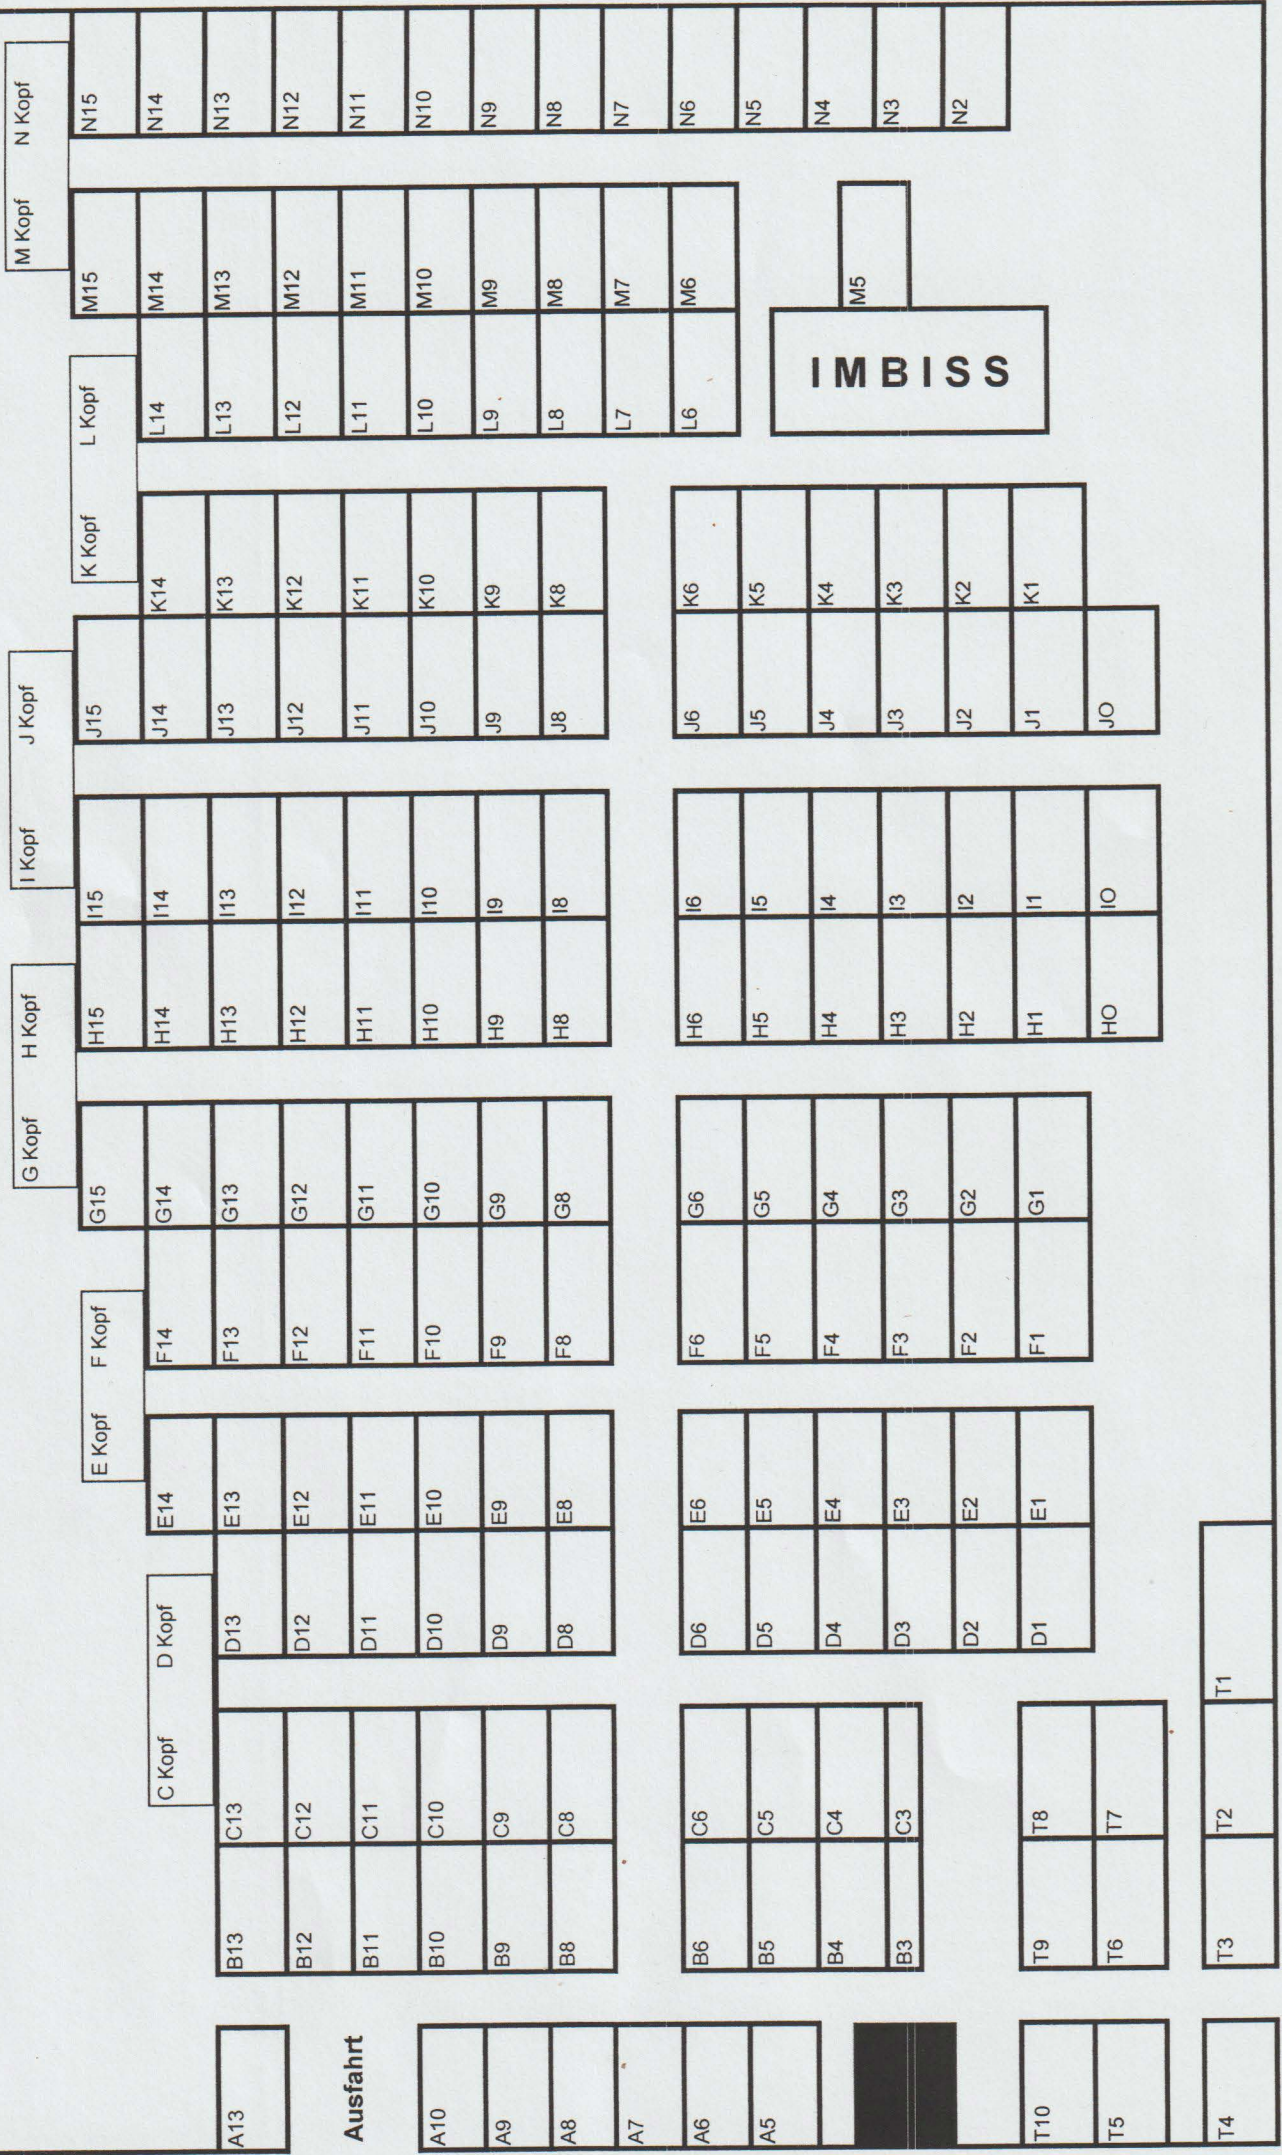 G Kopf H Kopf I Kopf J Kopf M Kopf N Kopf
E Kopf F Kopf G15 H15 I15 J15 K Kopf L Kopf M15 N15
C Kopf D Kopf E14 F14 G14 H14 I14 J14 K14 L14 M14 N14
A13 B13 C13 D13 E13 F13 G13 H13 I13 J13 K13 L13 M13 N13
B12 C12 D12 E12 F12 G12 H12 I12 J12 K12 L12 M12 N12
Ausfahrt B11 C11 D11 E11 F11 G11 H11 I11 J11 K11 L11 M11 N11
A10 B10 C10 D10 E10 F10 G10 H10 I10 J10 K10 L10 M10 N10
A9 B9 C9 D9 E9 F9 G9 H9 I9 J9 K9 L9 M9 N9
A8 B8 C8 D8 E8 F8 G8 H8 I8 J8 K8 L8 M8 N8
A7 L7 M7 N7
A6 B6 C6 D6 E6 F6 G6 H6 I6 J6 K6 L6 M6 N6
A5 B5 C5 D5 E5 F5 G5 H5 I5 J5 K5 N5
B4 C4 D4 E4 F4 G4 H4 I4 J4 K4 N4
M5
B3 C3 D3 E3 F3 G3 H3 I3 J3 K3 IMBISS N3
D2 E2 F2 G2 H2 I2 J2 K2 N2
T10 T9 T8 D1 E1 F1 G1 H1 I1 J1 K1
T5 T6 T7 HO IO JO
T4 T3 T2 T1